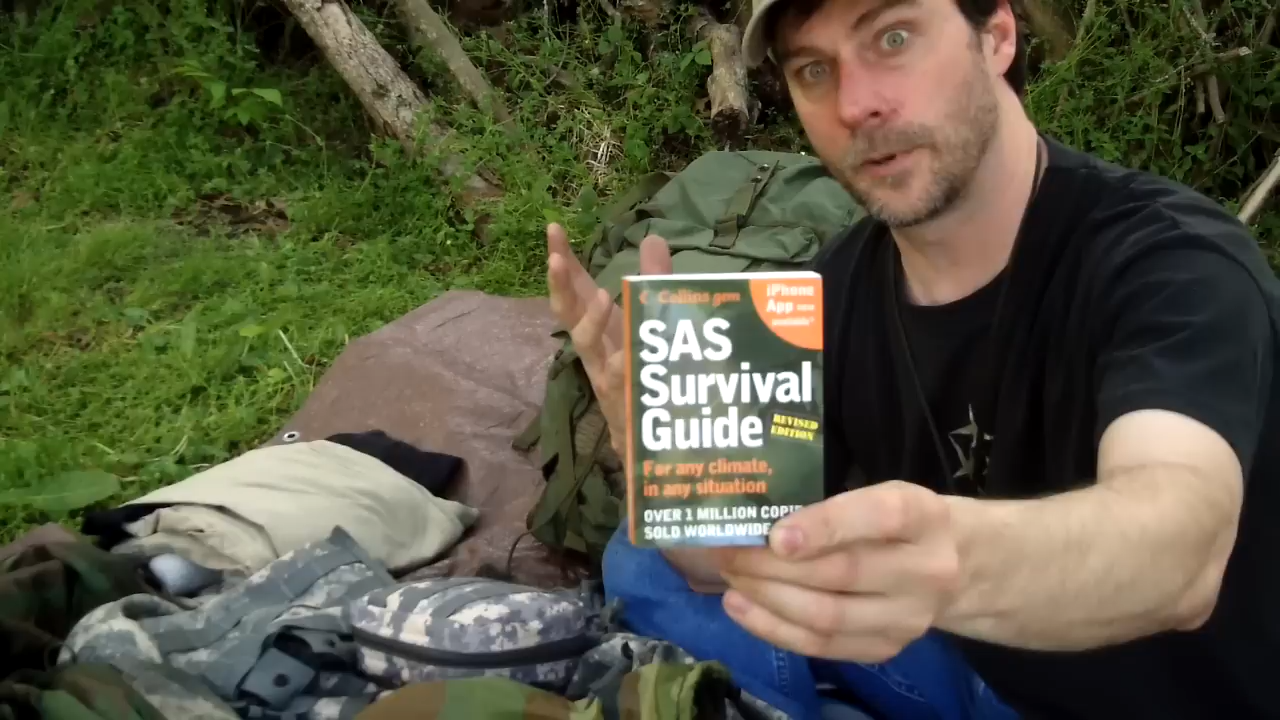 Collins gem
iPhone
App now
SAS
Survival
Guide
REVISED
EDITION
For any climate,
in any situation
OVER 1 MILLION
SOLD WORLDWIDE